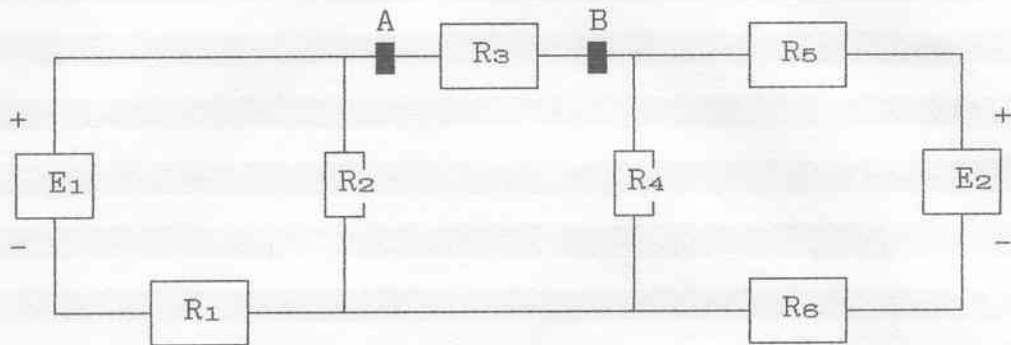 A B
R3 R5
+ +
E1 R2 R4 E2
- -
R1 R6